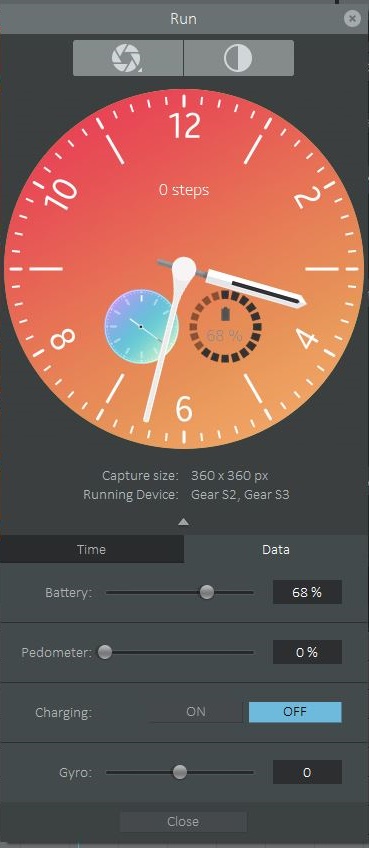 Run
12
2
10
0 steps
68 %
8
4
6
Capture size: 360 x 360 px
Running Device: Gear S2, Gear S3
Time Data
Battery: 68 %
Pedometer: 0 %
Charging: ON OFF
Gyro: 0
Close